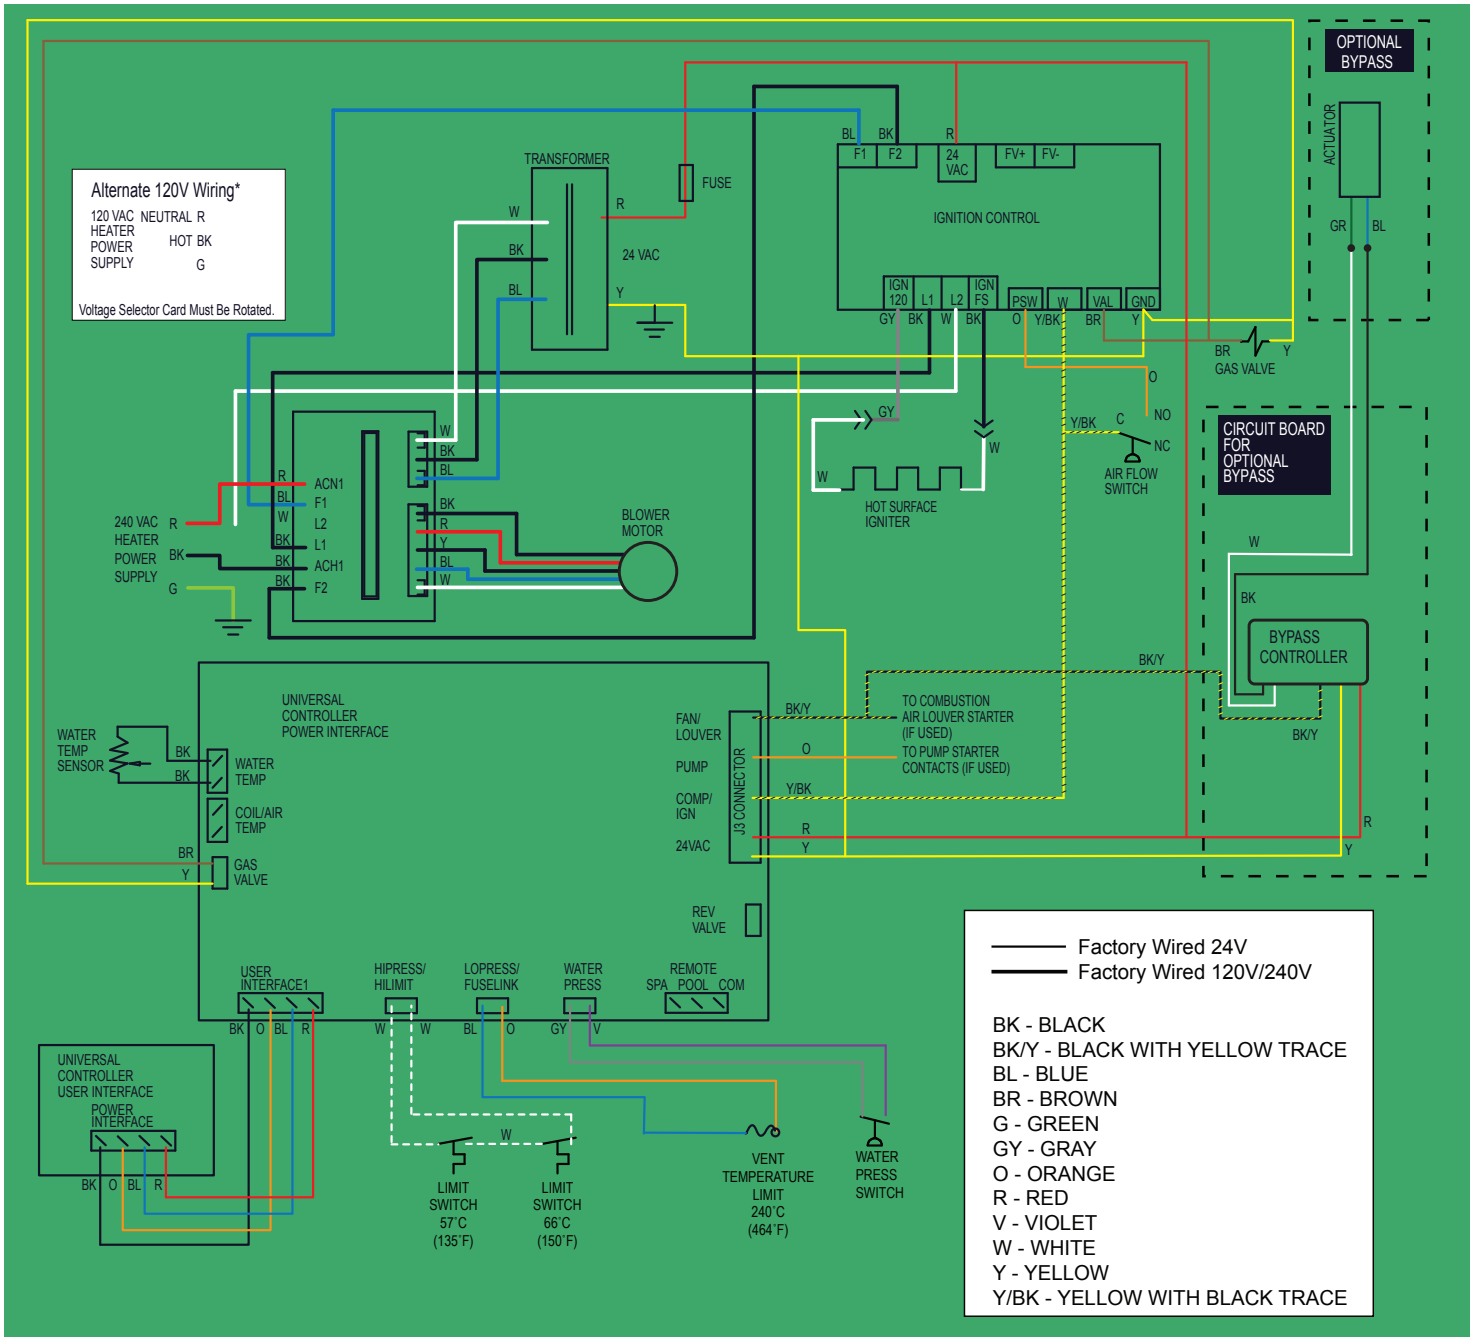 OPTIONAL
BYPASS
ACTUATOR
GR
BL
Alternate 120V Wiring*
120 VAC NEUTRAL R
HEATER
POWER HOT BK
SUPPLY G
Voltage Selector Card Must Be Rotated.
TRANSFORMER
W
BK
BL
R
24 VAC
Y
FUSE
BL
BK
R
F1
F2
24
VAC
FV+
FV-
IGNITION CONTROL
IGN
120
L1
L2
IGN
FS
PSW
W
VAL
GND
GY
BK
W
BK
O
Y/BK
BR
Y
BR
Y
GAS VALVE
O
NO
Y/BK
C
NC
AIR FLOW
SWITCH
GY
W
W
HOT SURFACE
IGNITER
CIRCUIT BOARD
FOR
OPTIONAL
BYPASS
W
BK
BYPASS
CONTROLLER
BK/Y
BK/Y
R
Y
240 VAC R
HEATER
POWER BK
SUPPLY
G
R
BL
W
BK
BK
BK
ACN1
F1
L2
L1
ACH1
F2
W
BK
BL
BK
R
Y
BL
W
BLOWER
MOTOR
UNIVERSAL
CONTROLLER
POWER INTERFACE
WATER
TEMP
SENSOR
BK
BK
WATER
TEMP
COIL/AIR
TEMP
BR
Y
GAS
VALVE
FAN/
LOUVER
PUMP
COMP/
IGN
24VAC
J3 CONNECTOR
BK/Y
O
Y/BK
R
Y
TO COMBUSTION
AIR LOUVER STARTER
(IF USED)
TO PUMP STARTER
CONTACTS (IF USED)
REV
VALVE
USER
INTERFACE1
HIPRESS/
HILIMIT
LOPRESS/
FUSELINK
WATER
PRESS
REMOTE
SPA POOL COM
BK O BL R
W W
BL O
GY V
UNIVERSAL
CONTROLLER
USER INTERFACE
POWER
INTERFACE
BK O BL R
W
LIMIT
SWITCH
57˚C
(135˚F)
LIMIT
SWITCH
66˚C
(150˚F)
VENT
TEMPERATURE
LIMIT
240˚C
(464˚F)
WATER
PRESS
SWITCH
Factory Wired 24V
Factory Wired 120V/240V
BK - BLACK
BK/Y - BLACK WITH YELLOW TRACE
BL - BLUE
BR - BROWN
G - GREEN
GY - GRAY
O - ORANGE
R - RED
V - VIOLET
W - WHITE
Y - YELLOW
Y/BK - YELLOW WITH BLACK TRACE